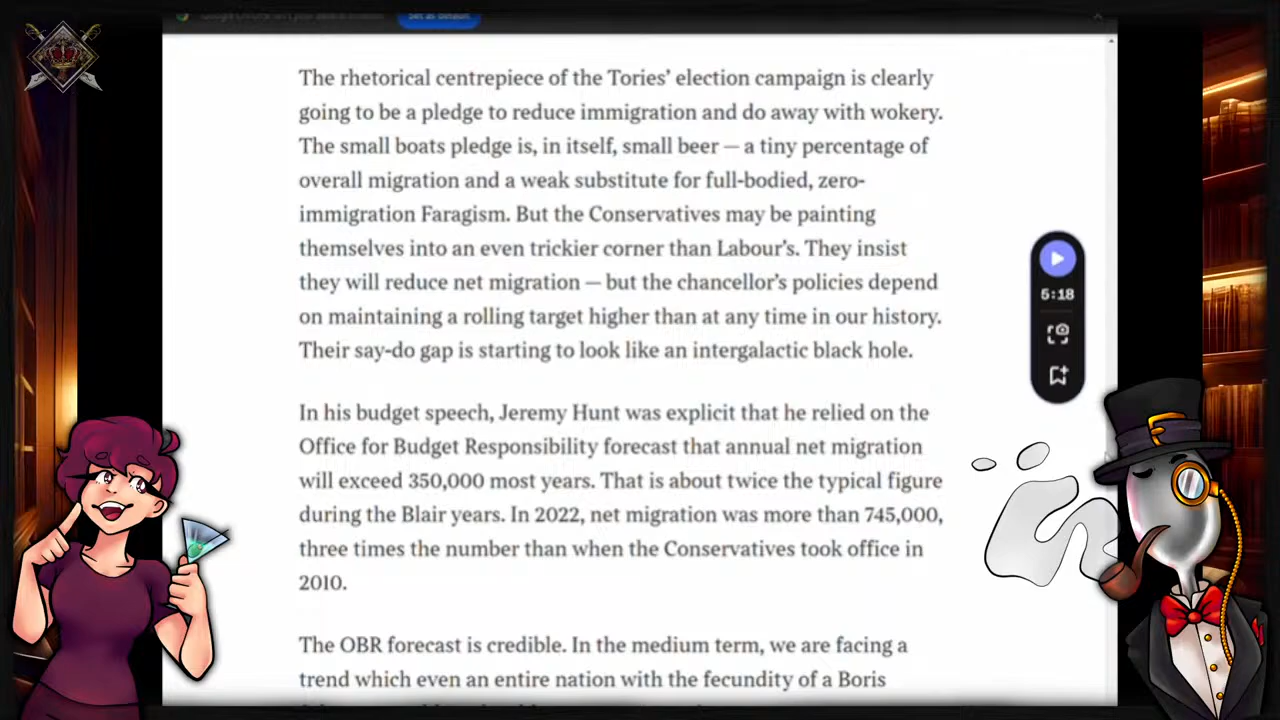 Set as default
The rhetorical centrepiece of the Tories’ election campaign is clearly
going to be a pledge to reduce immigration and do away with wokery.
The small boats pledge is, in itself, small beer — a tiny percentage of
overall migration and a weak substitute for full-bodied, zero-
immigration Faragism. But the Conservatives may be painting
themselves into an even trickier corner than Labour’s. They insist
they will reduce net migration — but the chancellor’s policies depend
on maintaining a rolling target higher than at any time in our history.
Their say-do gap is starting to look like an intergalactic black hole.
5:18
In his budget speech, Jeremy Hunt was explicit that he relied on the
Office for Budget Responsibility forecast that annual net migration
will exceed 350,000 most years. That is about twice the typical figure
during the Blair years. In 2022, net migration was more than 745,000,
three times the number than when the Conservatives took office in
2010.
The OBR forecast is credible. In the medium term, we are facing a
trend which even an entire nation with the fecundity of a Boris